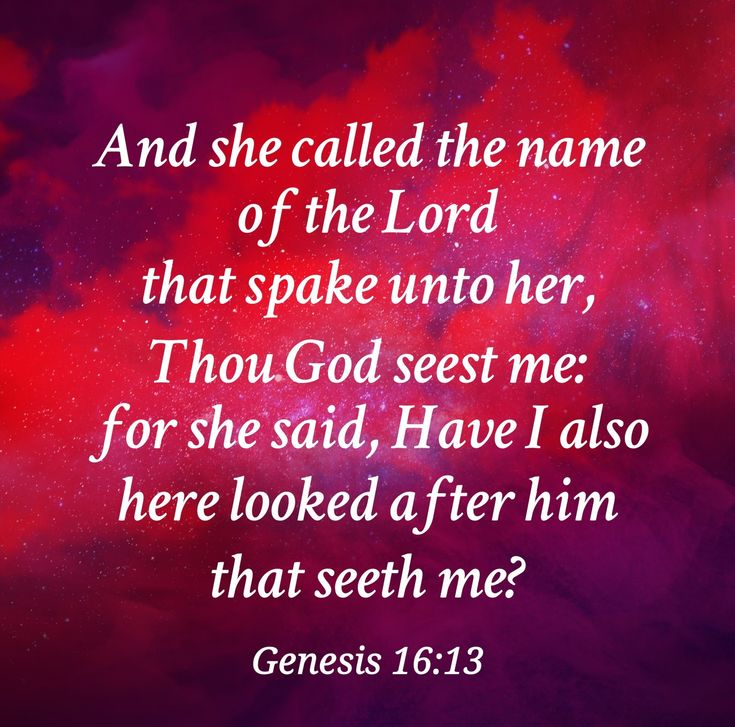 And she called the name
of the Lord
that spake unto her,
Thou God seest me:
for she said, Have I also
here looked after him
that seeth me?
Genesis 16:13